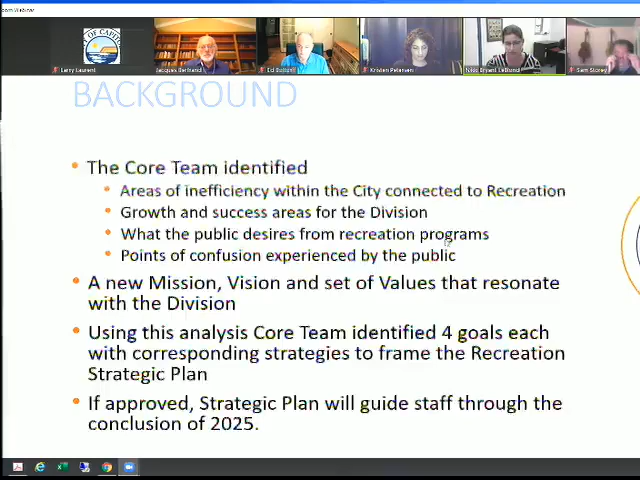 OF CAPIT
Larry Laurent
Jacques Bertrand
Ed Bottorff
Kristen Petersen
Nikki Bryant LeBlond
Sam Storey
BACKGROUND
• The Core Team identified
• Areas of inefficiency within the City connected to Recreation
• Growth and success areas for the Division
• What the public desires from recreation programs
• Points of confusion experienced by the public
• A new Mission, Vision and set of Values that resonate
with the Division
• Using this analysis Core Team identified 4 goals each
with corresponding strategies to frame the Recreation
Strategic Plan
• If approved, Strategic Plan will guide staff through the
conclusion of 2025.